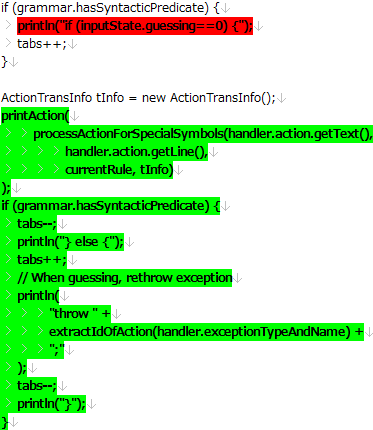 if (grammar.hasSyntacticPredicate) {
println("if (inputState.guessing==0) {");
tabs++;
}

ActionTransInfo tInfo = new ActionTransInfo();
printAction(
processActionForSpecialSymbols(handler.action.getText(),
handler.action.getLine(),
currentRule, tInfo)
);
if (grammar.hasSyntacticPredicate) {
tabs--;
println("} else {");
tabs++;
// When guessing, rethrow exception
println(
"throw " +
extractIdOfAction(handler.exceptionTypeAndName) +
";"
);
tabs--;
println("}");
}